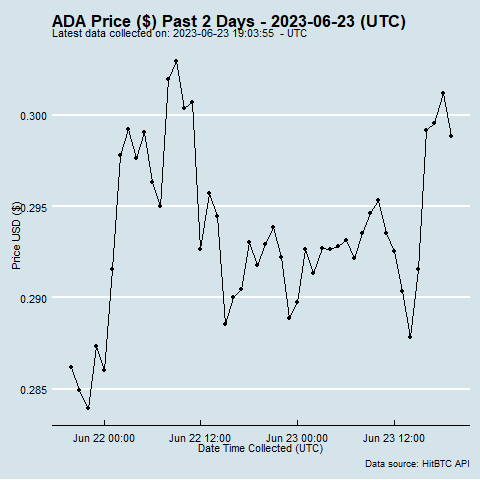 ADA Price ($) Past 2 Days - 2023-06-23 (UTC)
Latest data collected on: 2023-06-23 19:03:55 - UTC
0.300
0.295
0.290
0.285
Price USD ($)
Jun 22 00:00 Jun 22 12:00 Jun 23 00:00 Jun 23 12:00
Date Time Collected (UTC)
Data source: HitBTC API